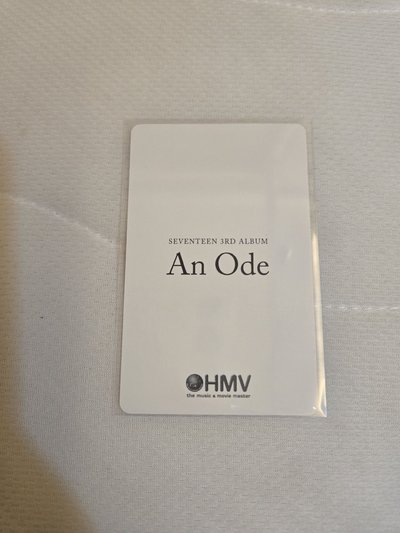 SEVENTEEN 3RD ALBUM
An Ode
HMV
the music & movie master